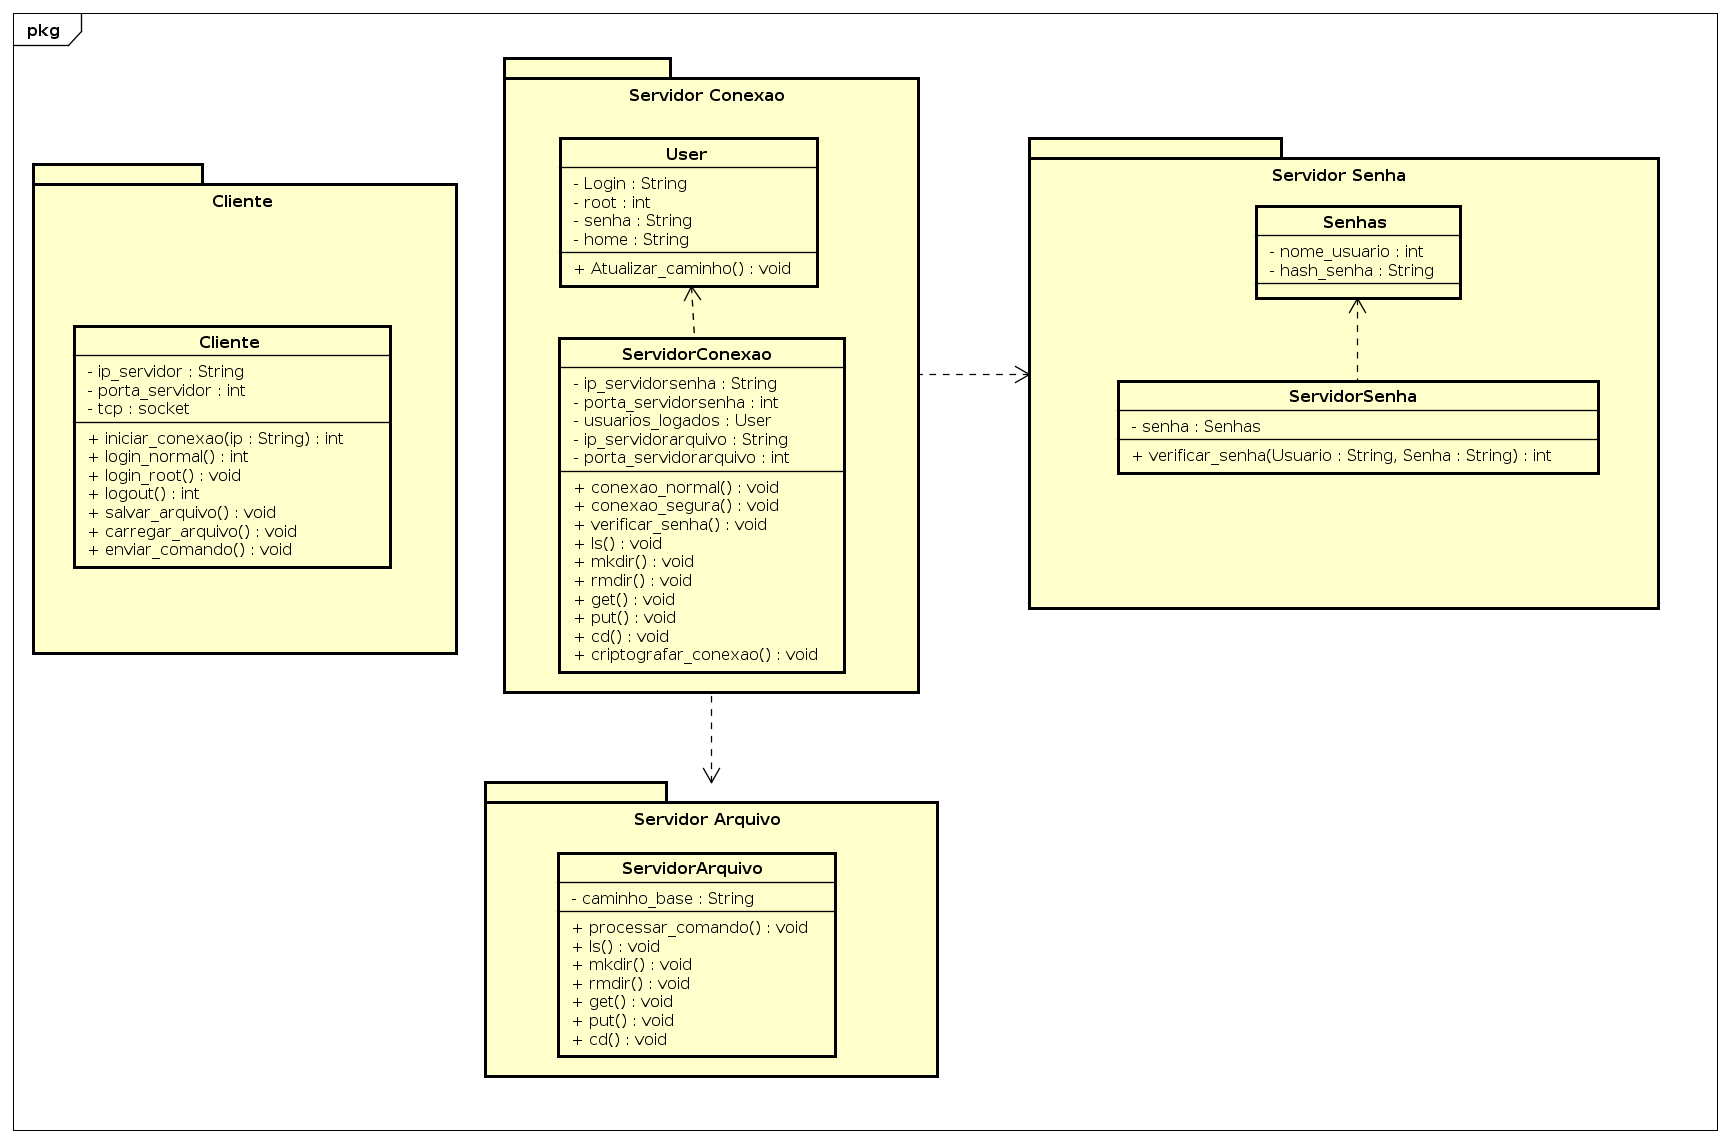 pkg
Cliente
Cliente
- ip_servidor : String
- porta_servidor : int
- tcp : socket
+ iniciar_conexao(ip : String) : int
+ login_normal() : int
+ login_root() : void
+ logout() : int
+ salvar_arquivo() : void
+ carregar_arquivo() : void
+ enviar_comando() : void
Servidor Conexao
User
- Login : String
- root : int
- senha : String
- home : String
+ Atualizar_caminho() : void
ServidorConexao
- ip_servidorsenha : String
- porta_servidorsenha : int
- usuarios_logados : User
- ip_servidorarquivo : String
- porta_servidorarquivo : int
+ conexao_normal() : void
+ conexao_segura() : void
+ verificar_senha() : void
+ ls() : void
+ mkdir() : void
+ rmdir() : void
+ get() : void
+ put() : void
+ cd() : void
+ criptografar_conexao() : void
Servidor Senha
Senhas
- nome_usuario : int
- hash_senha : String
ServidorSenha
- senha : Senhas
+ verificar_senha(Usuario : String, Senha : String) : int
Servidor Arquivo
ServidorArquivo
- caminho_base : String
+ processar_comando() : void
+ ls() : void
+ mkdir() : void
+ rmdir() : void
+ get() : void
+ put() : void
+ cd() : void